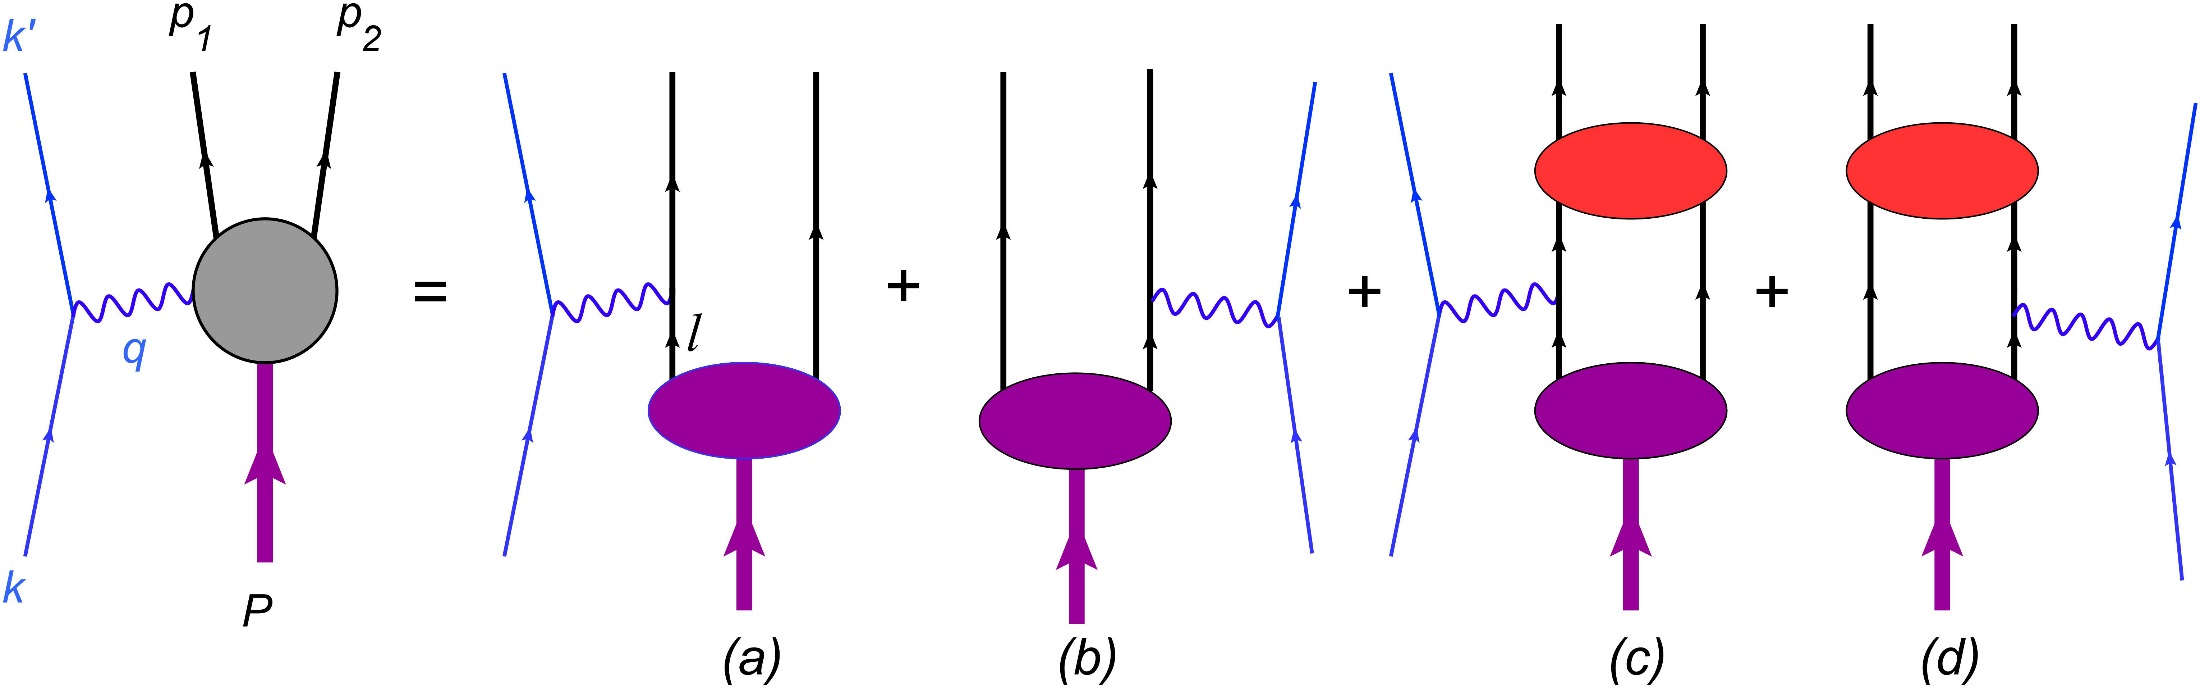 k'
p1
p2
q
=
l
+
+
+
k
P
(a)
(b)
(c)
(d)